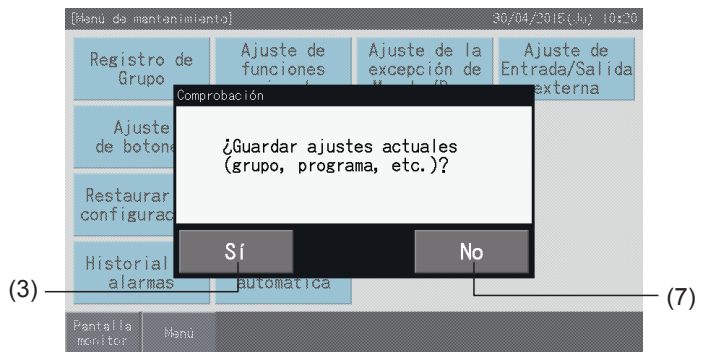 [Menú de mantenimiento]
30/04/2015(Ju) 10:20
Registro de
Grupo
Ajuste de
funciones
Ajuste de la
excepción de
Ajuste de
Entrada/Salida
externa
Comprobación
¿Guardar ajustes actuales
(grupo, programa, etc.)?
Sí
No
Ajuste
de
Restaurar
Historial
alarmas
automática
(3)
(7)
Pantalla
monitor
Menú